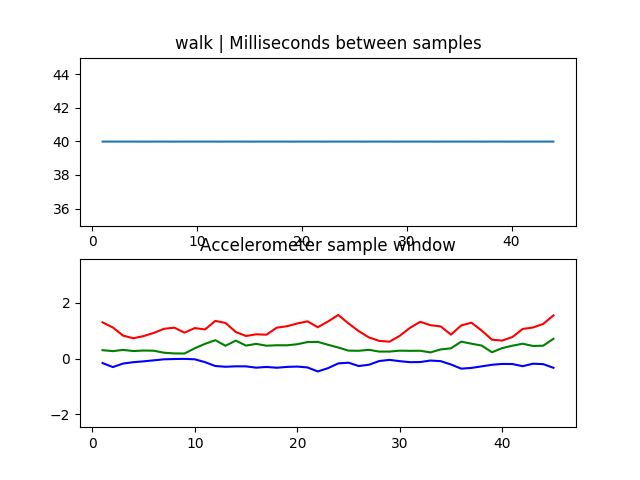 walk | Milliseconds between samples
44
42
40
38
36
0 10 20 30 40
Accelerometer sample window
2
0
−2
0 10 20 30 40